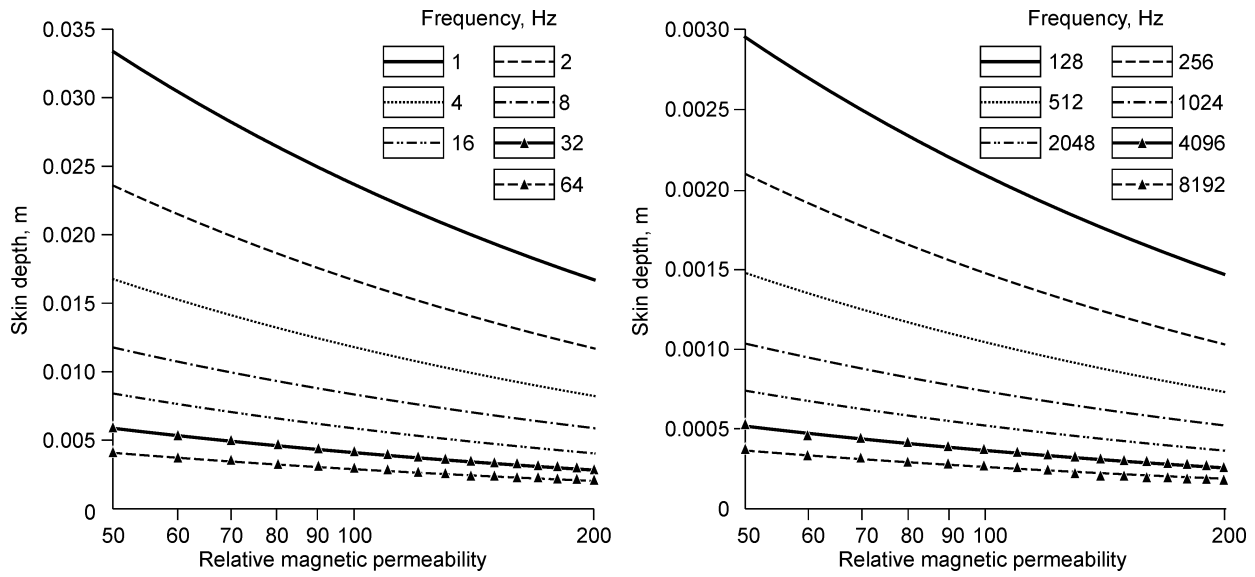 Frequency, Hz
1 2
4 8
16 32
64
0.035
0.030
0.025
0.020
0.015
0.010
0.005
0
Skin depth, m
50 60 70 80 90 100 200
Relative magnetic permeability
Frequency, Hz
128 256
512 1024
2048 4096
8192
0.0030
0.0025
0.0020
0.0015
0.0010
0.0005
0
Skin depth, m
50 60 70 80 90 100 200
Relative magnetic permeability